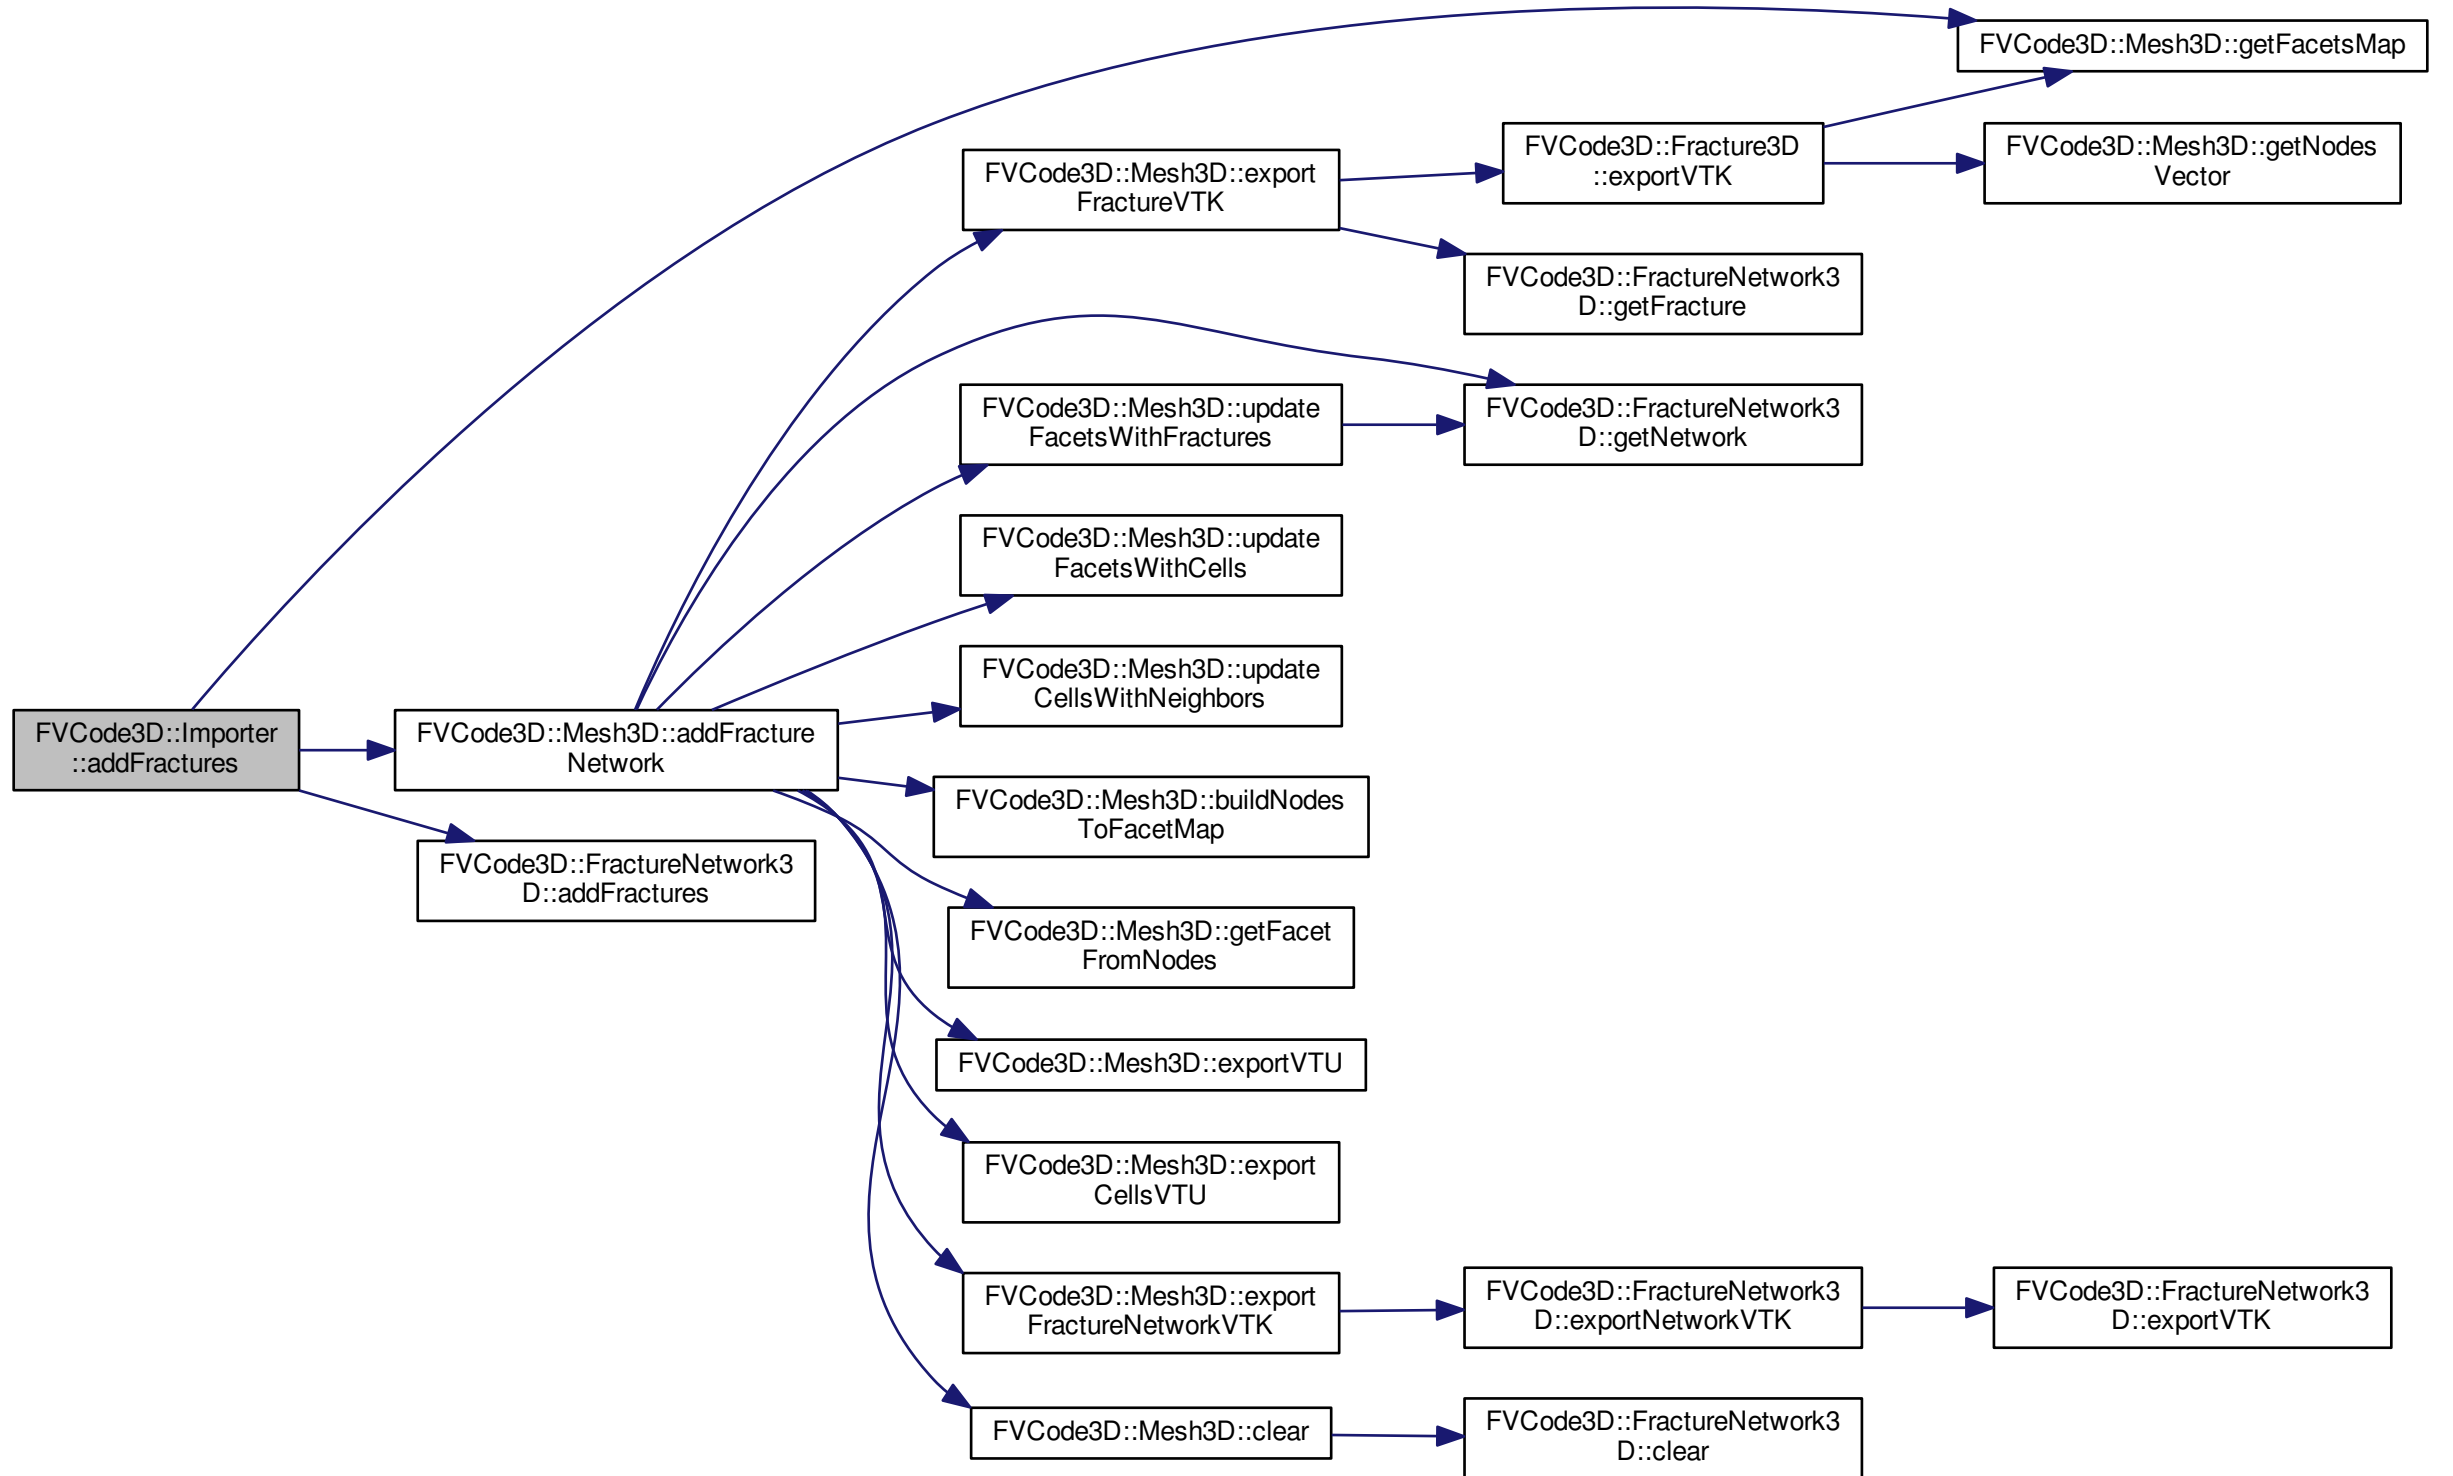 FVCode3D::Mesh3D::getFacetsMap
FVCode3D::Fracture3D
::exportVTK
FVCode3D::Mesh3D::getNodes
Vector
FVCode3D::Mesh3D::export
FractureVTK
FVCode3D::FractureNetwork3
D::getFracture
FVCode3D::Mesh3D::update
FacetsWithFractures
FVCode3D::FractureNetwork3
D::getNetwork
FVCode3D::Mesh3D::update
FacetsWithCells
FVCode3D::Mesh3D::update
CellsWithNeighbors
FVCode3D::Importer
::addFractures
FVCode3D::Mesh3D::addFracture
Network
FVCode3D::Mesh3D::buildNodes
ToFacetMap
FVCode3D::FractureNetwork3
D::addFractures
FVCode3D::Mesh3D::getFacet
FromNodes
FVCode3D::Mesh3D::exportVTU
FVCode3D::Mesh3D::export
CellsVTU
FVCode3D::Mesh3D::export
FractureNetworkVTK
FVCode3D::FractureNetwork3
D::exportNetworkVTK
FVCode3D::FractureNetwork3
D::exportVTK
FVCode3D::Mesh3D::clear
FVCode3D::FractureNetwork3
D::clear